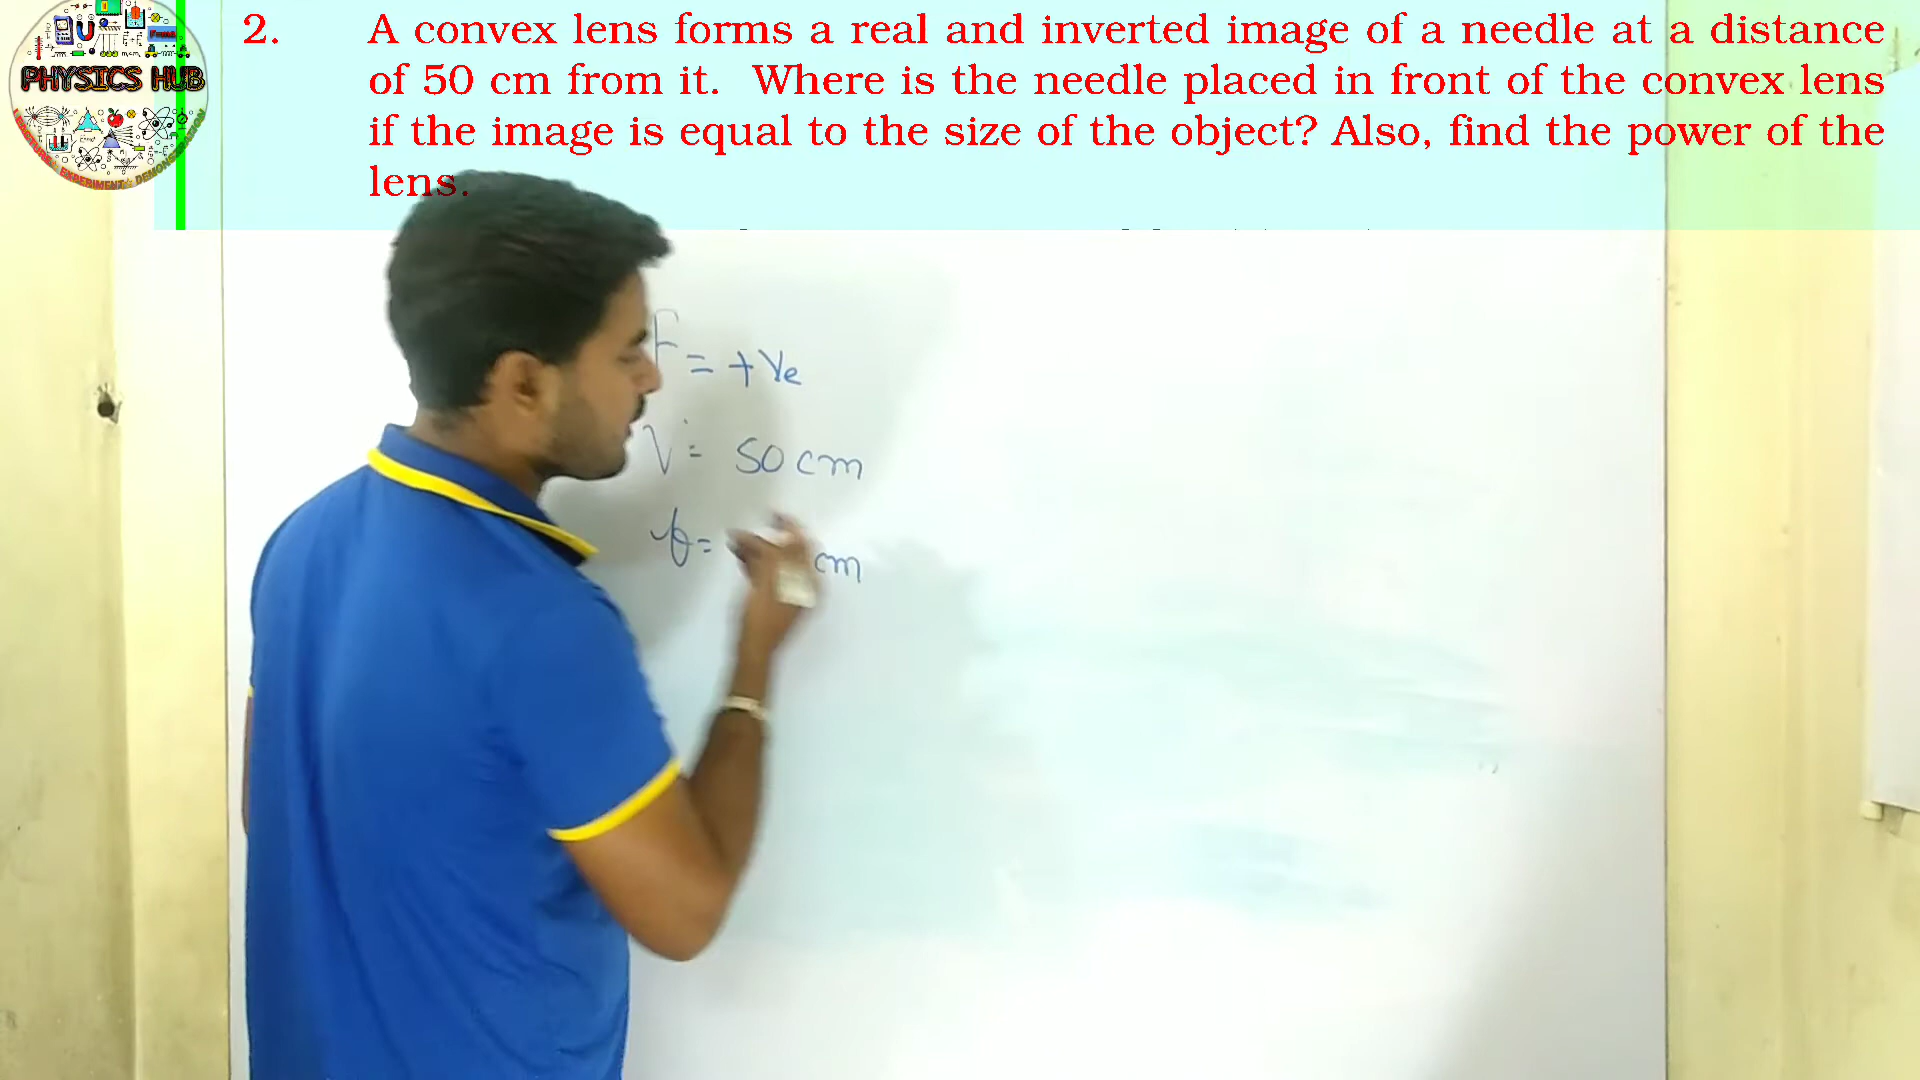 2. A convex lens forms a real and inverted image of a needle at a distance
of 50 cm from it. Where is the needle placed in front of the convex lens
if the image is equal to the size of the object? Also, find the power of the
lens.
PHYSICS HUB
EXPERIMENT DEMONSTRATION
F = +Ve
V = 50 cm
= cm